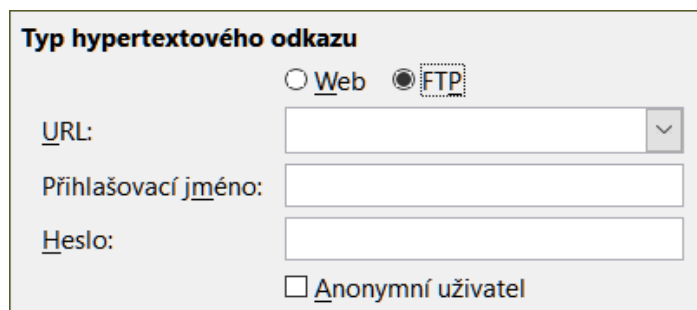 Typ hypertextového odkazu
Web FTP
URL:
Přihlašovací jméno:
Heslo:
Anonymní uživatel